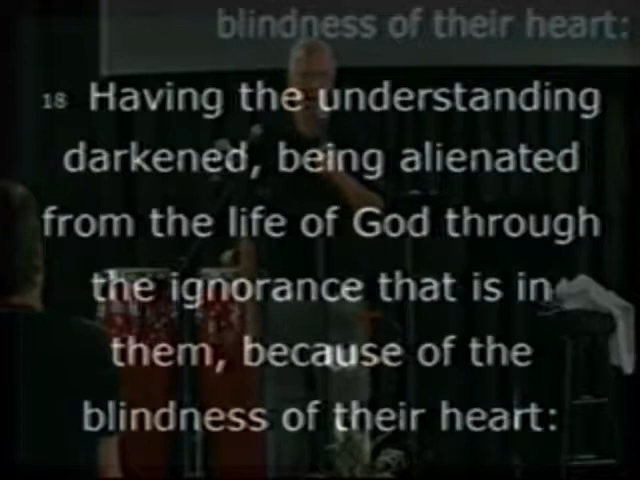 blindness of their heart:
18 Having the understanding
darkened, being alienated
from the life of God through
the ignorance that is in
them, because of the
blindness of their heart: